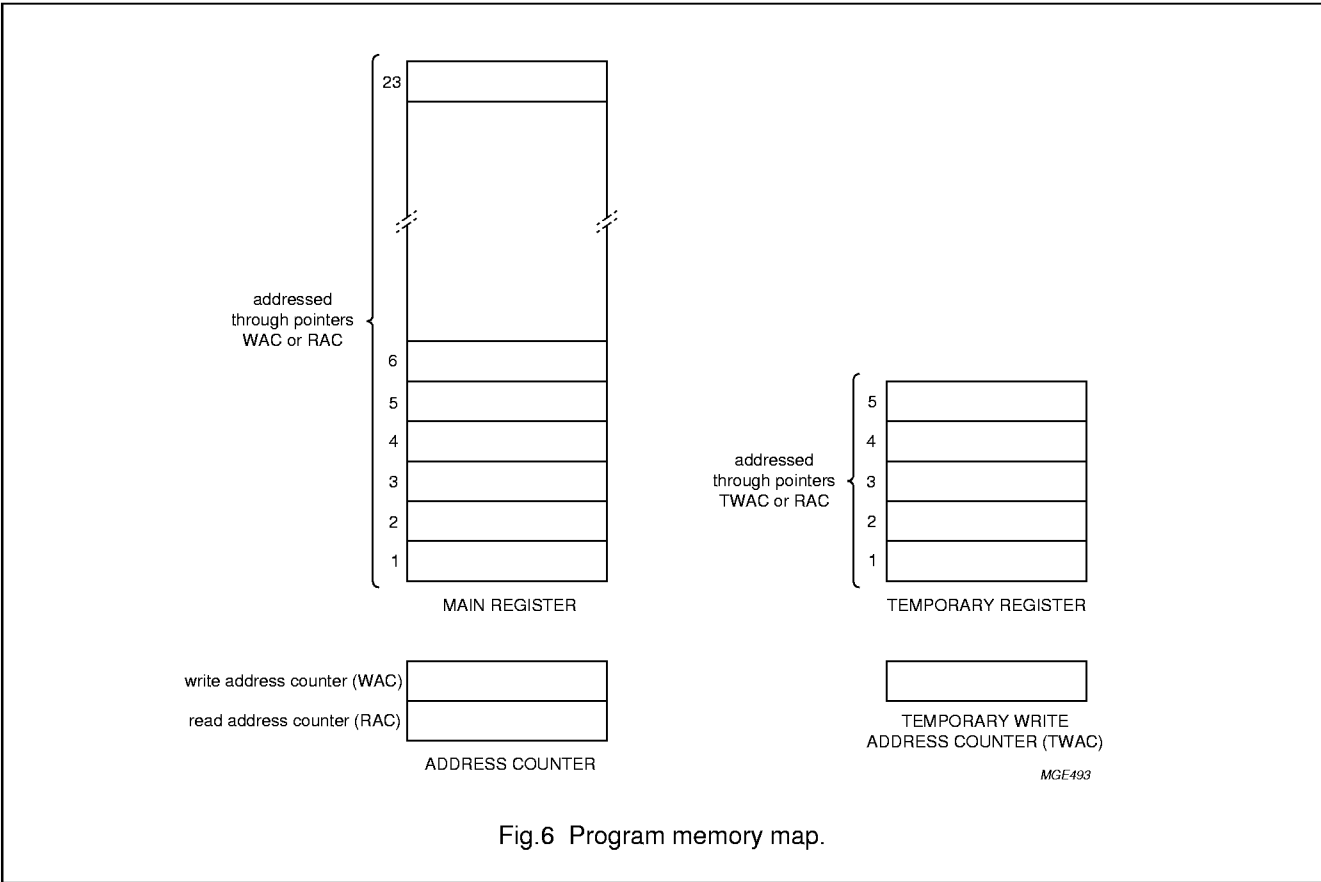 23
addressed
through pointers
WAC or RAC
6
5
4
3
2
1
MAIN REGISTER
addressed
through pointers
TWAC or RAC
5
4
3
2
1
TEMPORARY REGISTER
write address counter (WAC)
read address counter (RAC)
ADDRESS COUNTER
TEMPORARY WRITE
ADDRESS COUNTER (TWAC)
MGE493
Fig.6 Program memory map.